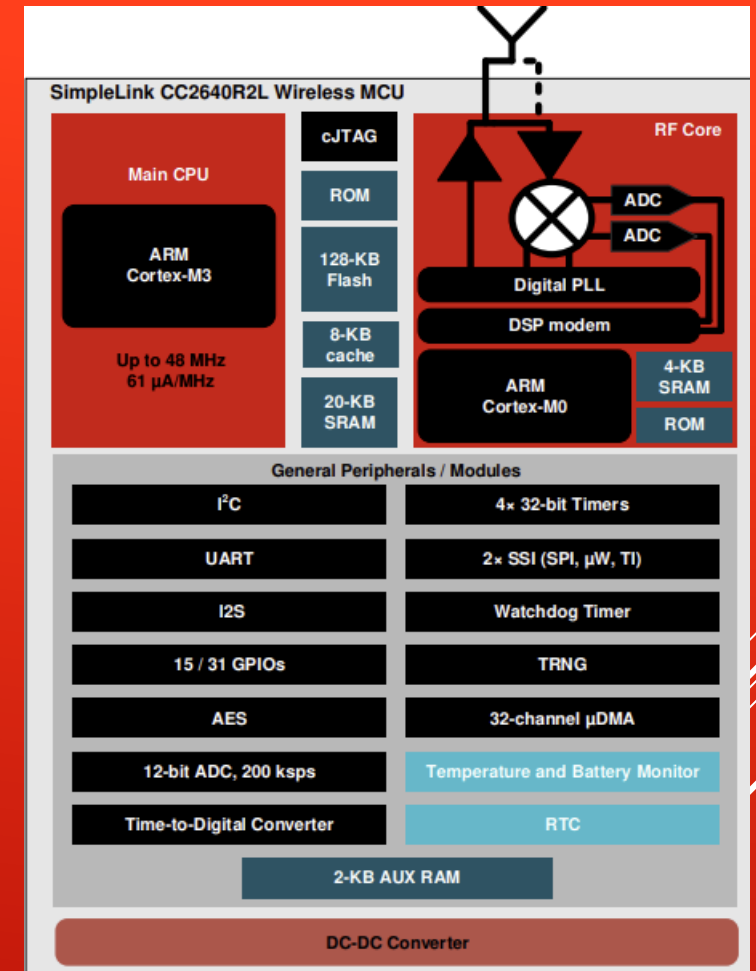 SimpleLink CC2640R2L Wireless MCU
Main CPU
ARM
Cortex-M3
Up to 48 MHz
61 µA/MHz
cJTAG
ROM
128-KB
Flash
8-KB
cache
20-KB
SRAM
RF Core
ADC
ADC
Digital PLL
DSP modem
ARM
Cortex-M0
4-KB
SRAM
ROM
General Peripherals / Modules
I²C
4× 32-bit Timers
UART
2× SSI (SPI, µW, TI)
I2S
Watchdog Timer
15 / 31 GPIOs
TRNG
AES
32-channel µDMA
12-bit ADC, 200 ksps
Temperature and Battery Monitor
Time-to-Digital Converter
RTC
2-KB AUX RAM
DC-DC Converter